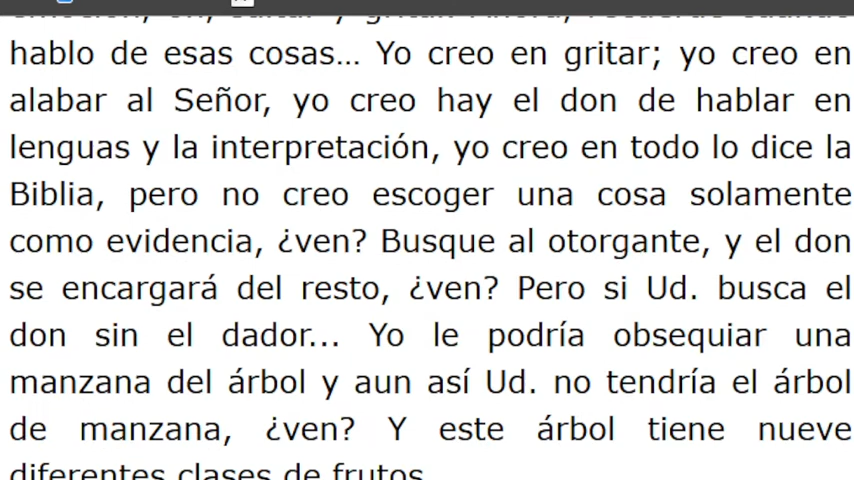 hablo de esas cosas... Yo creo en gritar; yo creo en
alabar al Señor, yo creo hay el don de hablar en
lenguas y la interpretación, yo creo en todo lo dice la
Biblia, pero no creo escoger una cosa solamente
como evidencia, ¿ven? Busque al otorgante, y el don
se encargará del resto, ¿ven? Pero si Ud. busca el
don sin el dador... Yo le podría obsequiar una
manzana del árbol y aun así Ud. no tendría el árbol
de manzana, ¿ven? Y este árbol tiene nueve
diferentes clases de frutos.